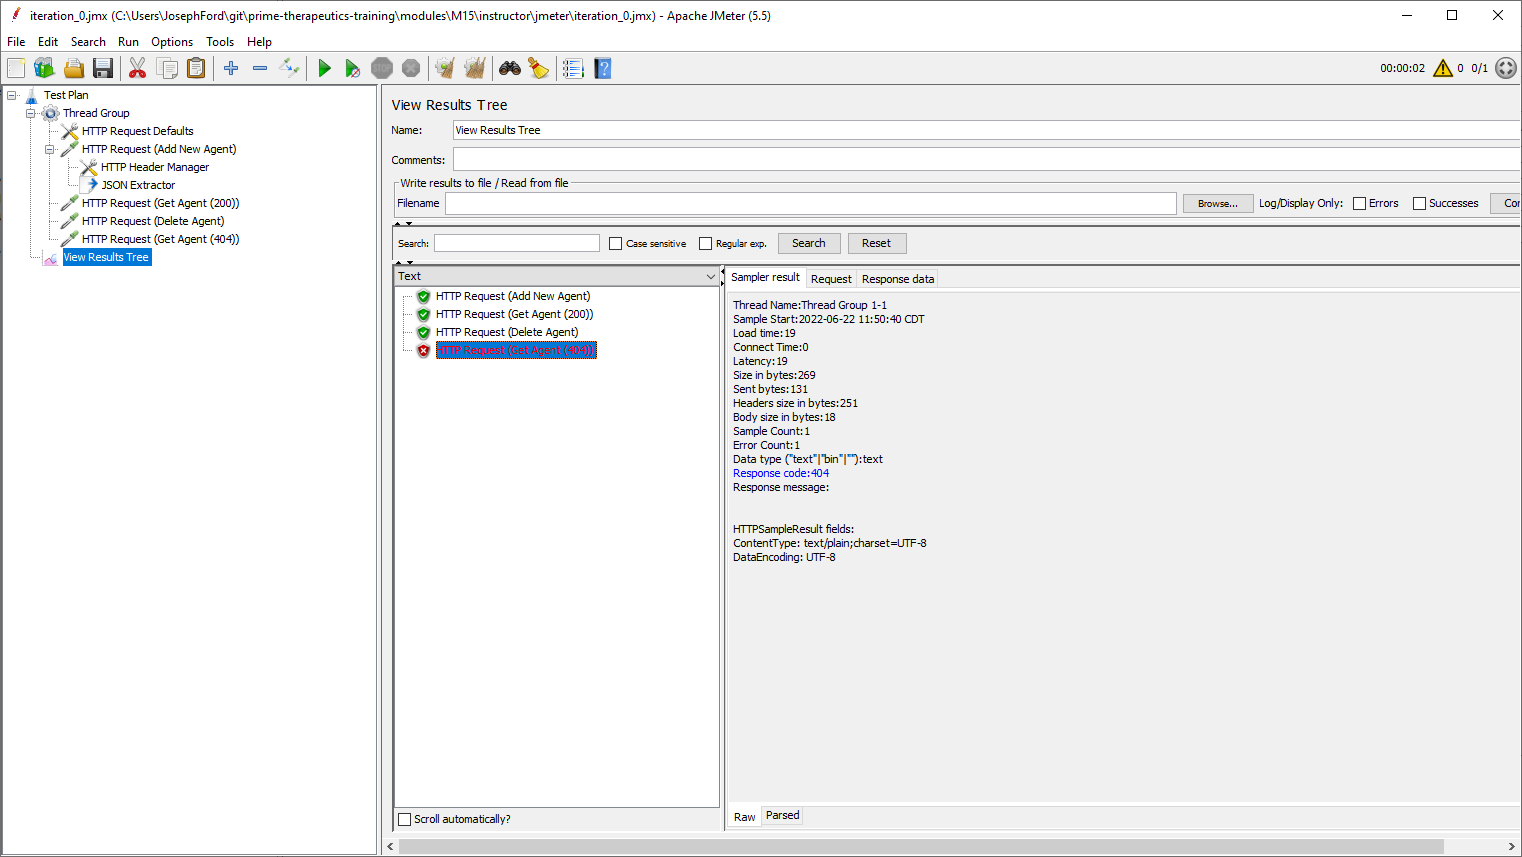 iteration_0.jmx (C:\Users\JosephFord\git\prime-therapeutics-training\modules\M15\instructor\jmeter\iteration_0.jmx) - Apache JMeter (5.5)
File Edit Search Run Options Tools Help
00:00:02 0 0/1
Test Plan
Thread Group
HTTP Request Defaults
HTTP Request (Add New Agent)
HTTP Header Manager
JSON Extractor
HTTP Request (Get Agent (200))
HTTP Request (Delete Agent)
HTTP Request (Get Agent (404))
View Results Tree
View Results Tree
Name: View Results Tree
Comments:
Write results to file / Read from file
Filename Browse... Log/Display Only: Errors Successes Cor
Search: Case sensitive Regular exp. Search Reset
Text
HTTP Request (Add New Agent)
HTTP Request (Get Agent (200))
HTTP Request (Delete Agent)
HTTP Request (Get Agent (404))
Scroll automatically?
Sampler result Request Response data
Thread Name:Thread Group 1-1
Sample Start:2022-06-22 11:50:40 CDT
Load time:19
Connect Time:0
Latency:19
Size in bytes:269
Sent bytes:131
Headers size in bytes:251
Body size in bytes:18
Sample Count:1
Error Count:1
Data type ("text"|"bin"|""):text
Response code:404
Response message:
HTTPSampleResult fields:
ContentType: text/plain;charset=UTF-8
DataEncoding: UTF-8
Raw Parsed